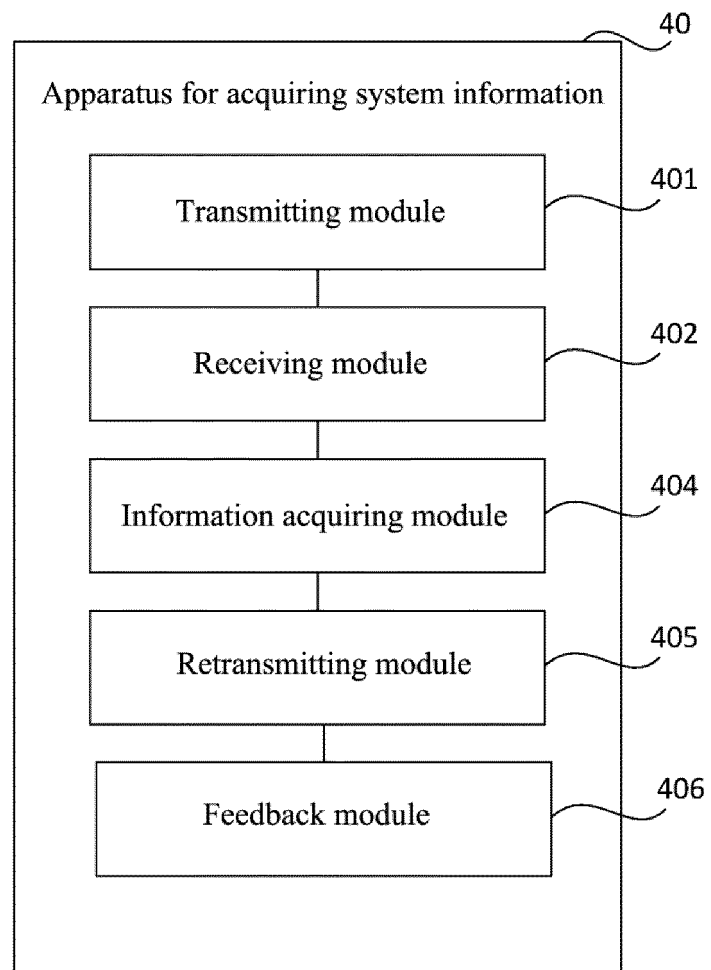 40
Apparatus for acquiring system information
Transmitting module
401
Receiving module
402
Information acquiring module
404
Retransmitting module
405
Feedback module
406